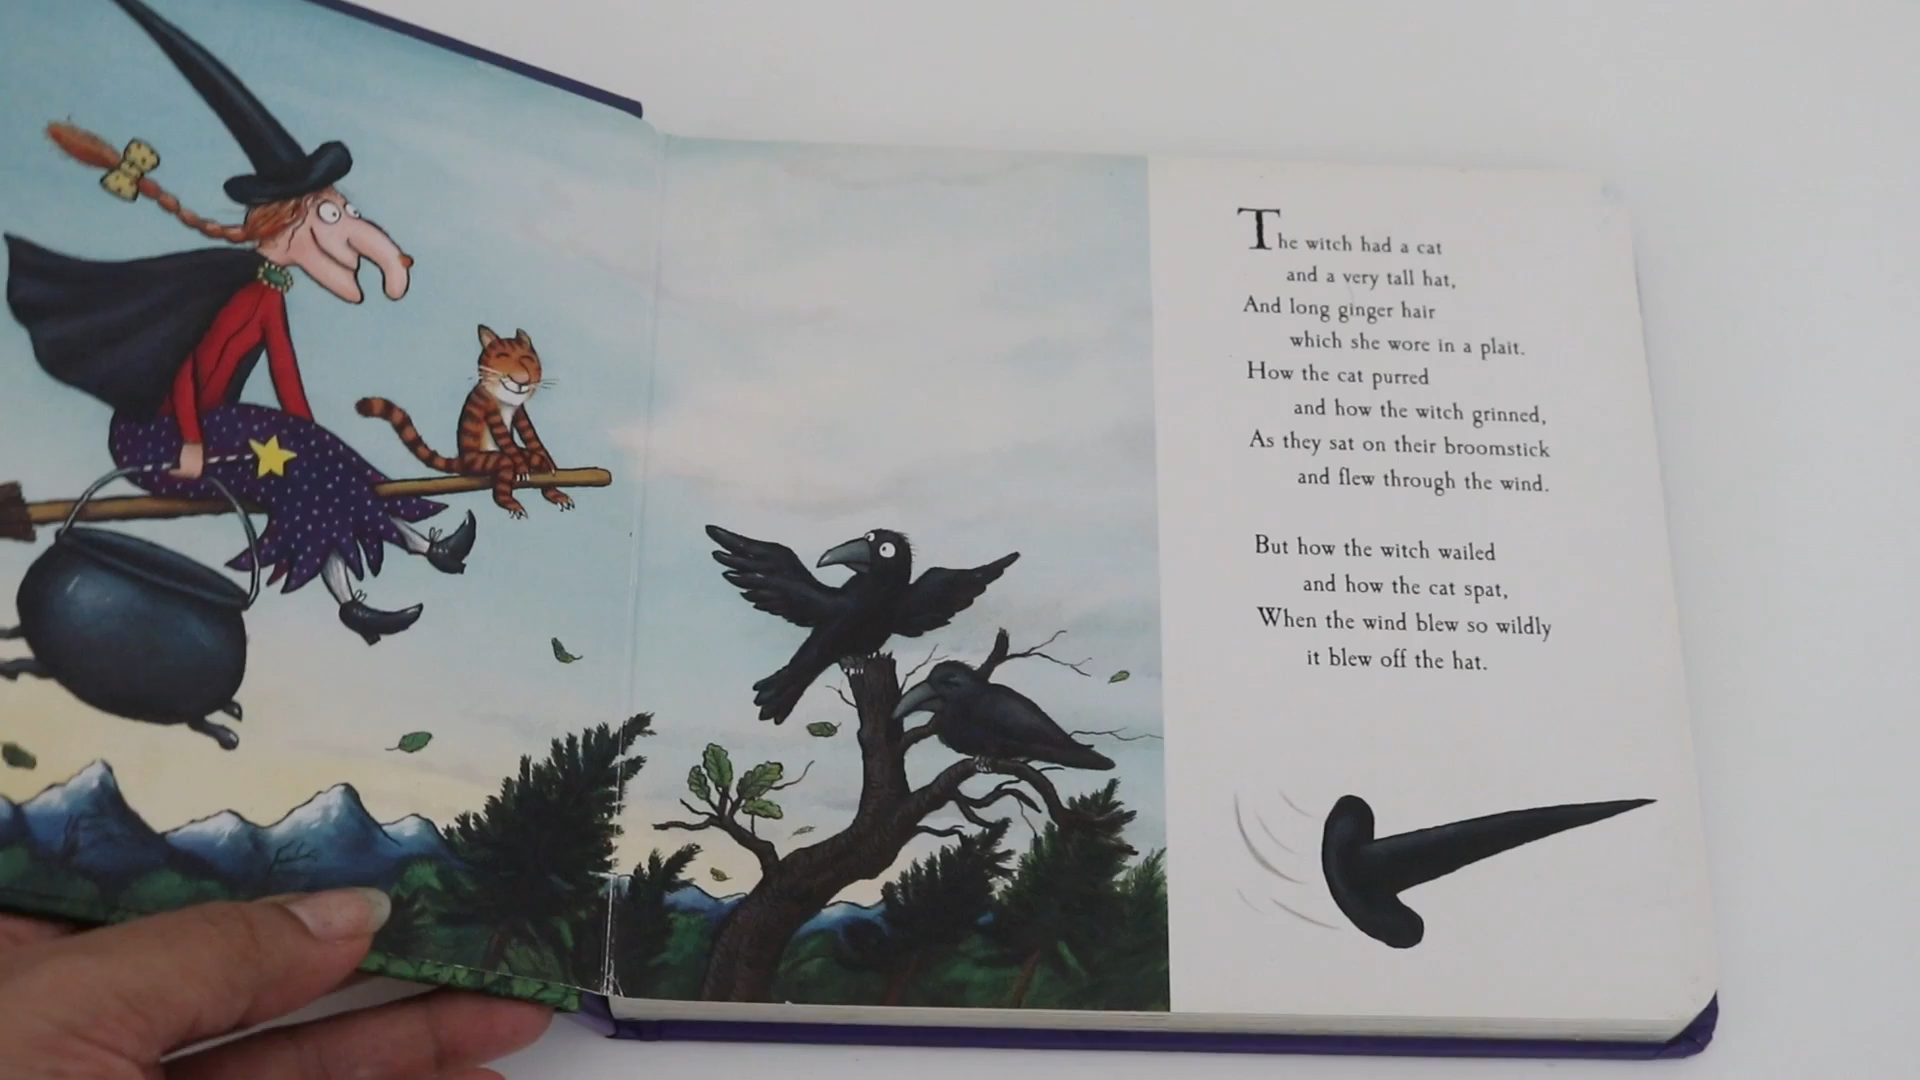 The witch had a cat
and a very tall hat,
And long ginger hair
which she wore in a plait.
How the cat purred
and how the witch grinned,
As they sat on their broomstick
and flew through the wind.
But how the witch wailed
and how the cat spat,
When the wind blew so wildly
it blew off the hat.